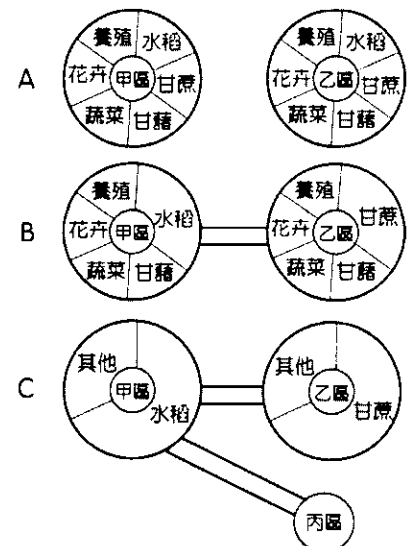 A
養殖 水稻 養殖 水稻
花卉 甲區 甘蔗 花卉 乙區 甘蔗
蔬菜 甘藷 蔬菜 甘藷
B
養殖 水稻 養殖 甘蔗
花卉 甲區 花卉 乙區
蔬菜 甘藷 蔬菜 甘藷
C
其他 其他
甲區 乙區
水稻 甘蔗
丙區